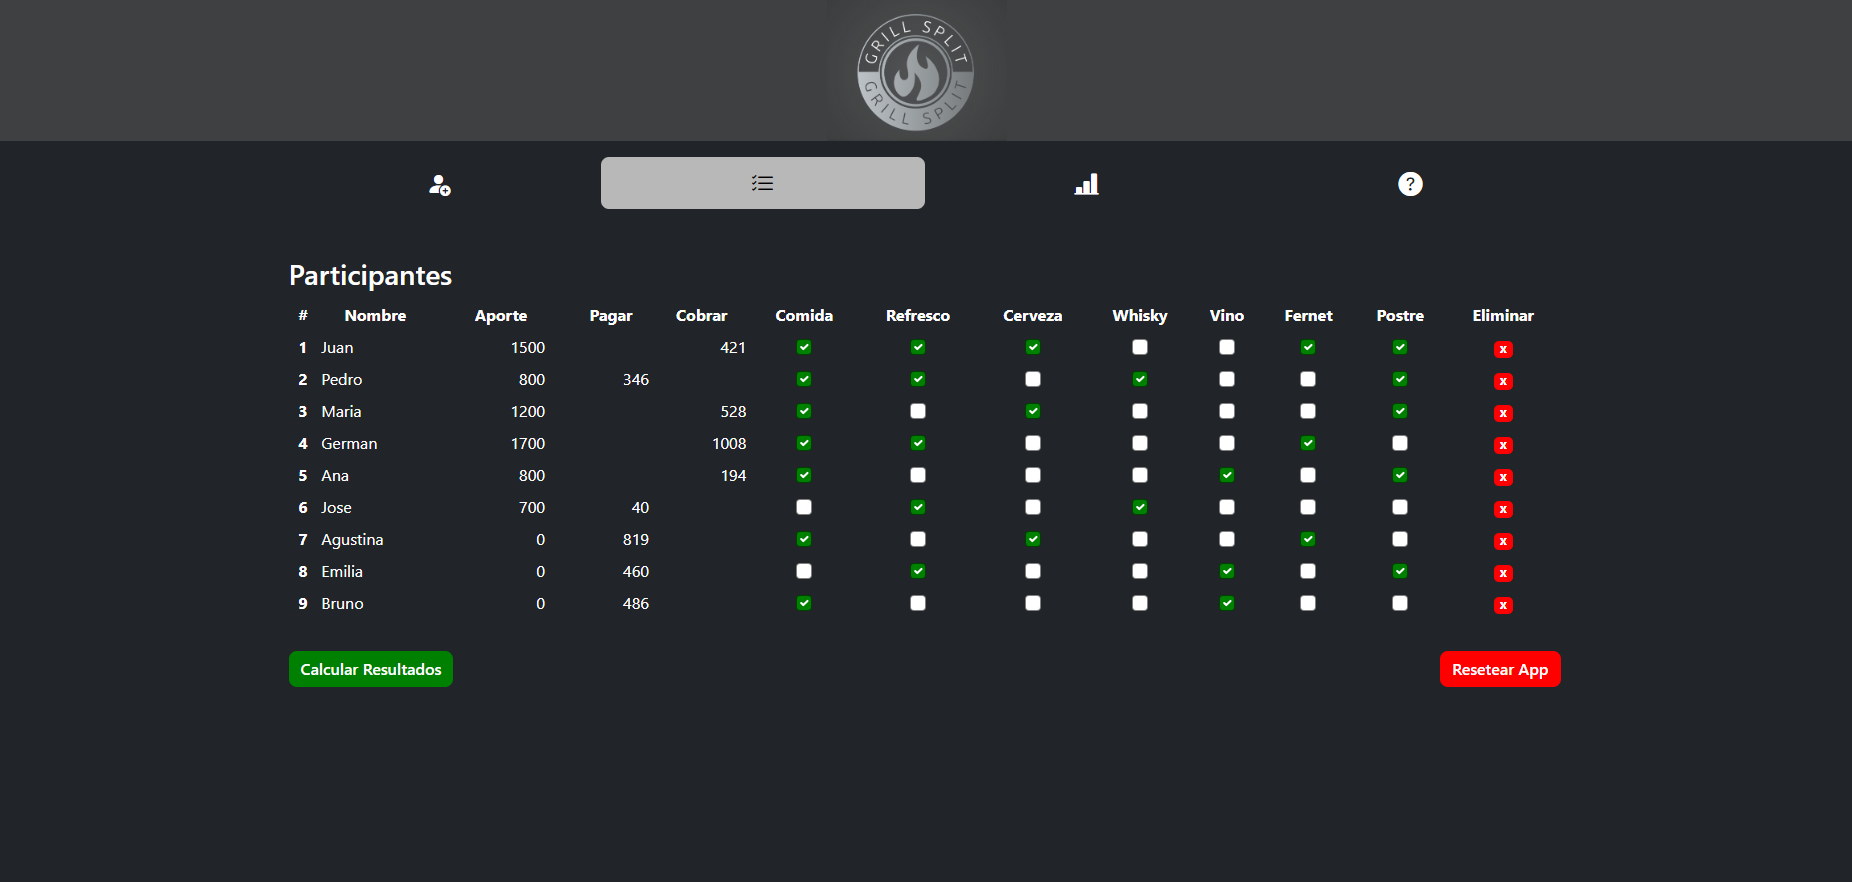 GRILL SPLIT
GRILL SPLIT
?
Participantes
# Nombre Aporte Pagar Cobrar Comida Refresco Cerveza Whisky Vino Fernet Postre Eliminar
1 Juan 1500 421 x
2 Pedro 800 346 x
3 Maria 1200 528 x
4 German 1700 1008 x
5 Ana 800 194 x
6 Jose 700 40 x
7 Agustina 0 819 x
8 Emilia 0 460 x
9 Bruno 0 486 x
Calcular Resultados Resetear App